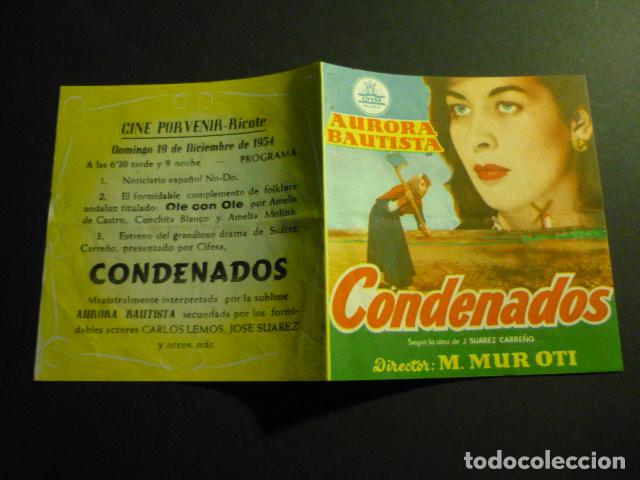 CINE PORVENIR-Ricote
Domingo 19 de Diciembre de 1954
A las 6'30 tarde y 9 noche — PROGRAMA
1. Noticiario español No-Do.
2. El formidable complemento de folklore
andaluz titulado: Ole con Ole por Amelia
de Castro, Conchita Blanco y Amelia Molina.
3. Estreno del grandioso drama de Suárez
Carreño, presentado por Cifesa,
CONDENADOS
Magistralmente interpretada por la sublime
AURORA BAUTISTA secundada por los formi-
dables actores CARLOS LEMOS, JOSE SUAREZ
y otros más.
Cifesa
AURORA
BAUTISTA
en
Condenados
Según la obra de J. SUAREZ CARREÑO
Director: M. MUR OTI
todocoleccion